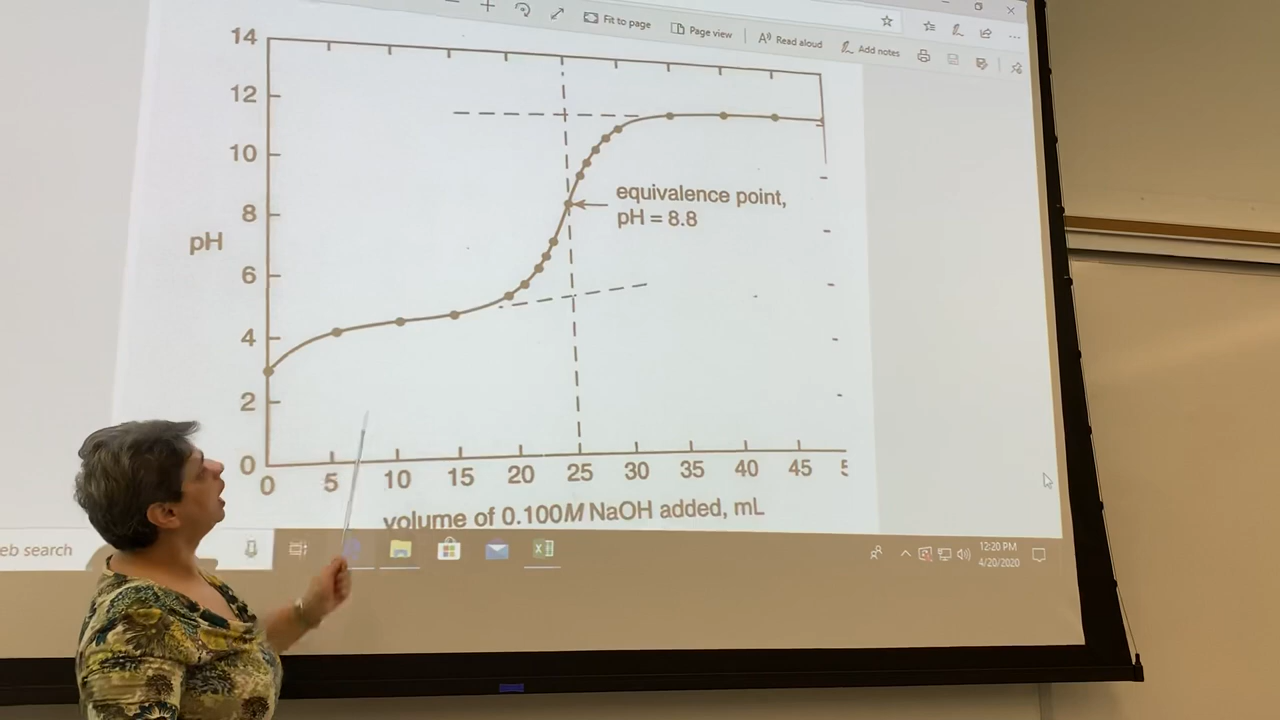 Fit to page
Page view
Read aloud
Add notes
14
12
10
8
6
4
2
0
pH
equivalence point,
pH = 8.8
0 5 10 15 20 25 30 35 40 45
volume of 0.100M NaOH added, mL
eb search
12:20 PM
4/20/2020